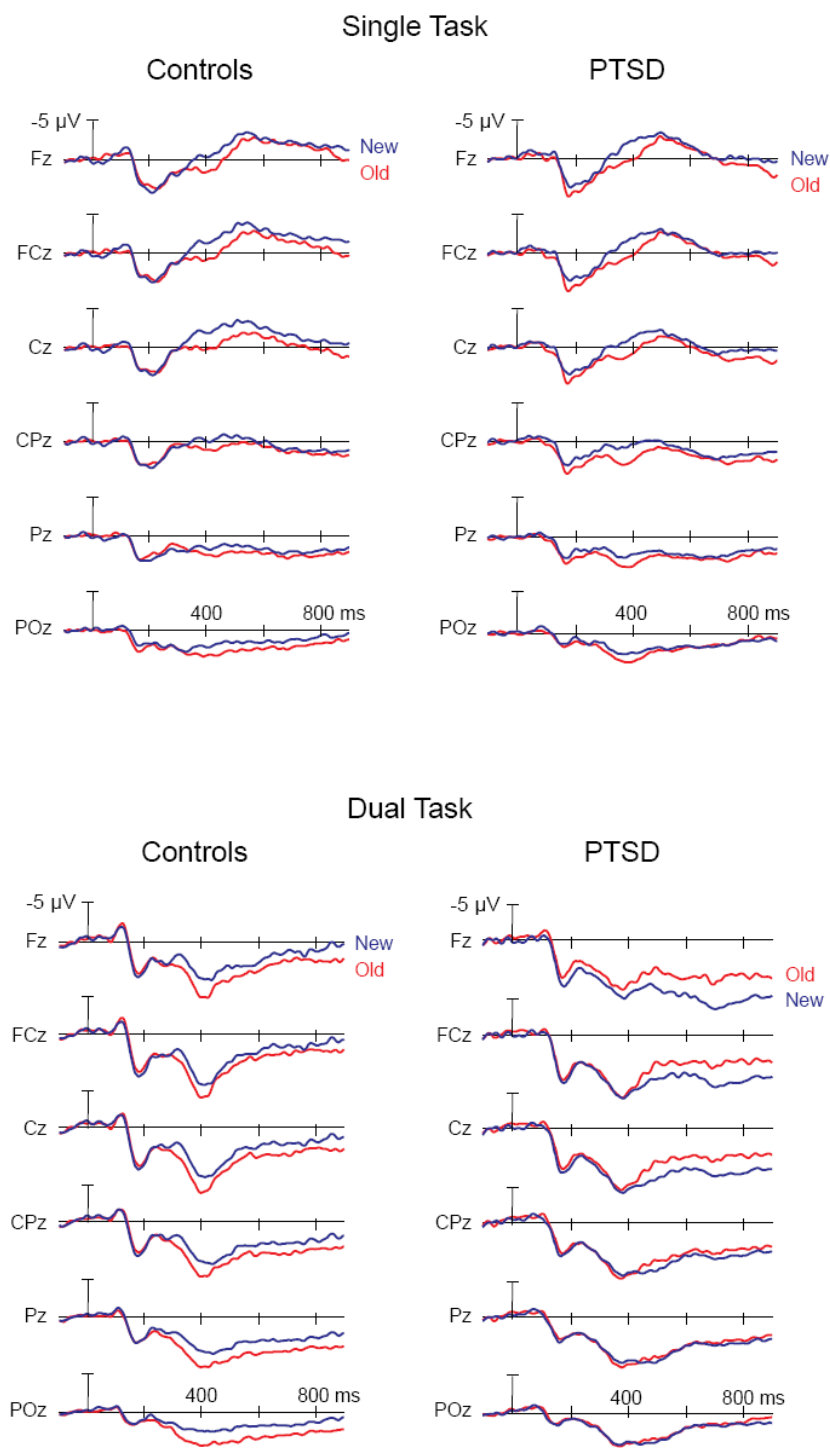 Single Task
Controls PTSD
-5 µV -5 µV
Fz New Fz New
Old Old
FCz FCz
Cz Cz
CPz CPz
Pz Pz
400 800 ms 400 800 ms
POz POz
Dual Task
Controls PTSD
-5 µV -5 µV
Fz New Fz
Old Old
New
FCz FCz
Cz Cz
CPz CPz
Pz Pz
400 800 ms 400 800 ms
POz POz